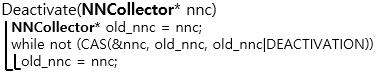 Deactivate(NNCollector* nnc)
NNCollector* old_nnc = nnc;
while not (CAS(&nnc, old_nnc, old_nnc|DEACTIVATION))
old_nnc = nnc;